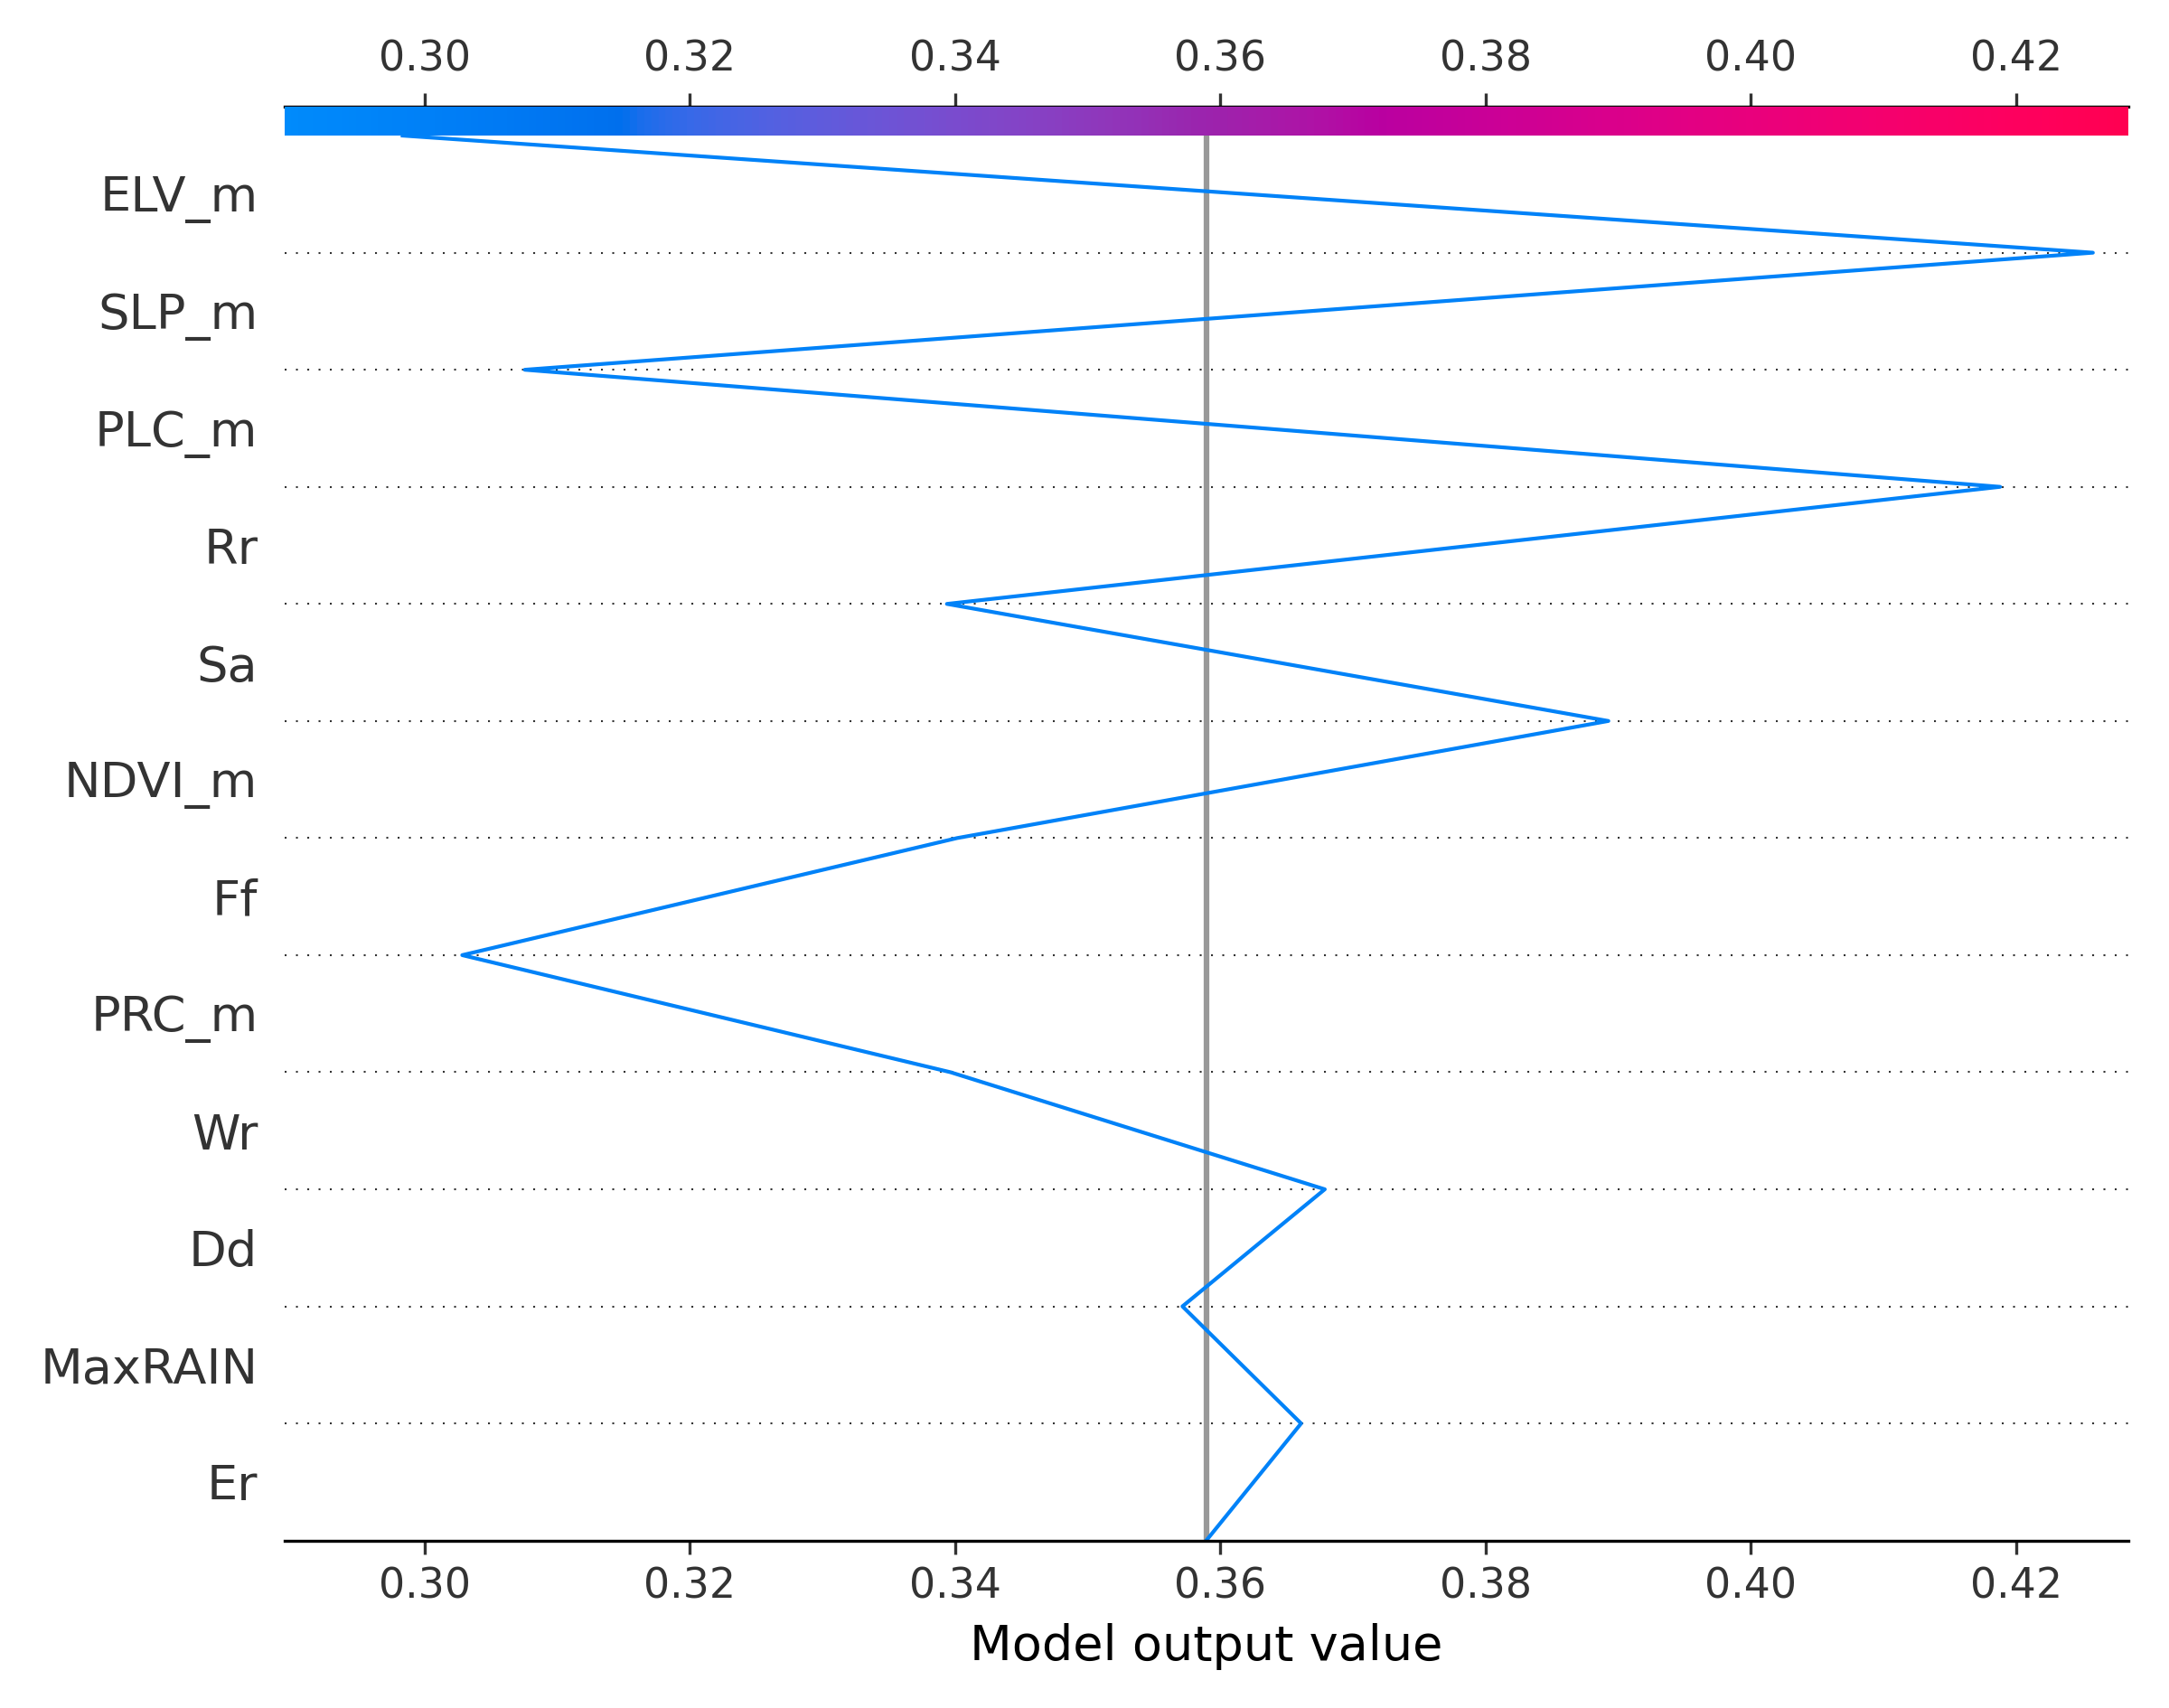 0.30 0.32 0.34 0.36 0.38 0.40 0.42
ELV_m
SLP_m
PLC_m
Rr
Sa
NDVI_m
Ff
PRC_m
Wr
Dd
MaxRAIN
Er
0.30 0.32 0.34 0.36 0.38 0.40 0.42
Model output value